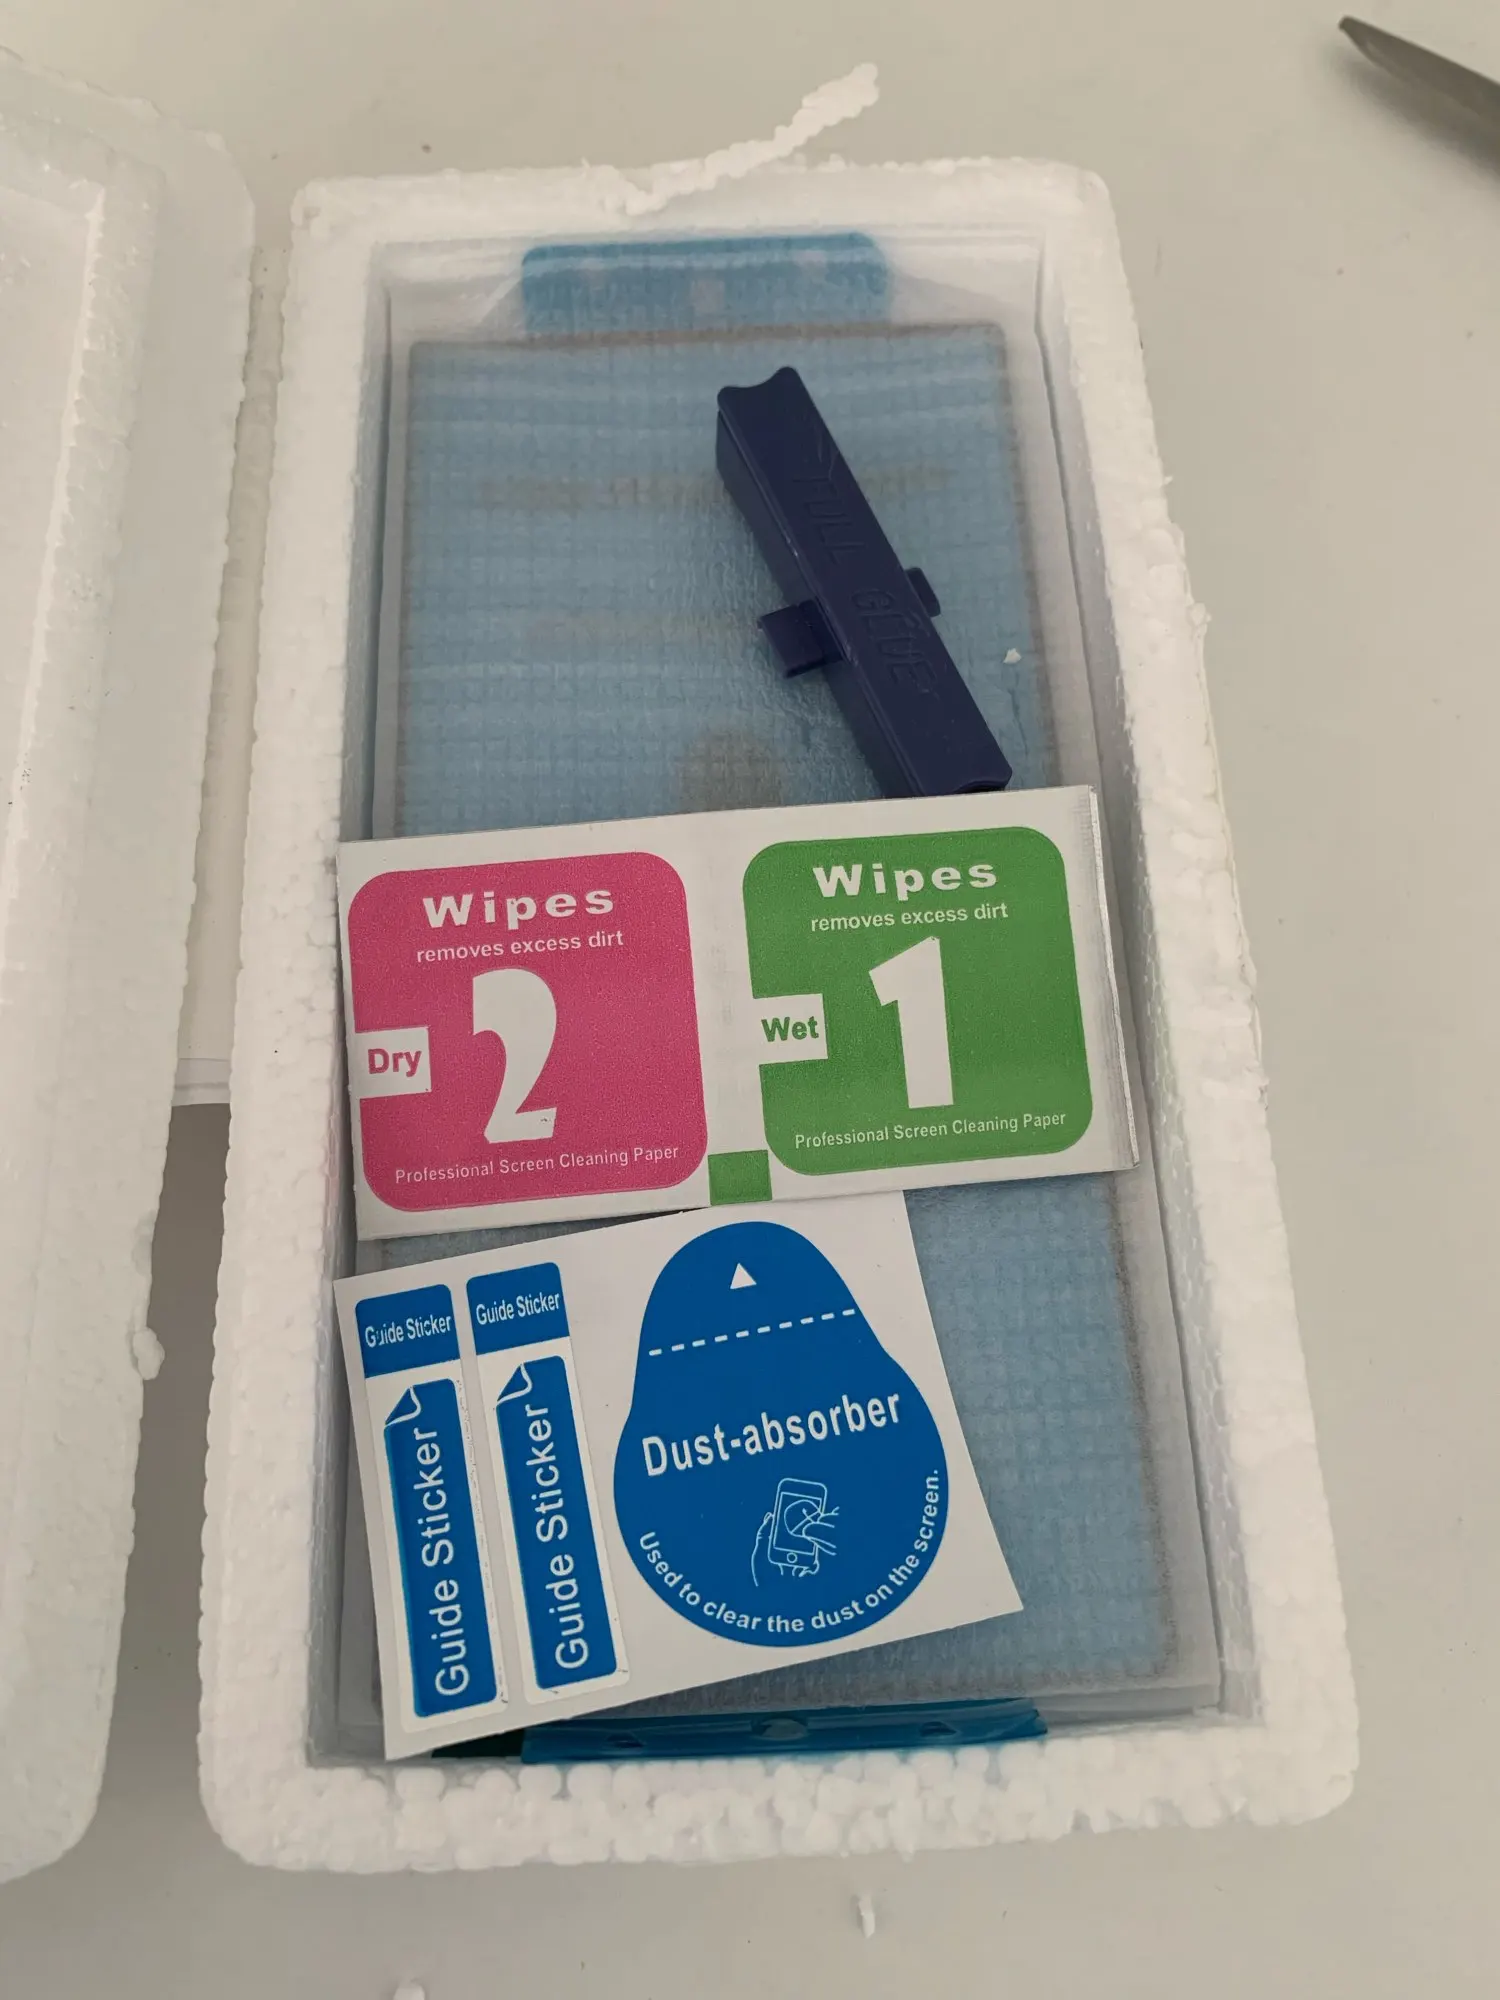 FULL GLUE
Wipes
removes excess dirt
2
Dry
Professional Screen Cleaning Paper
Wipes
removes excess dirt
1
Wet
Professional Screen Cleaning Paper
Guide Sticker
Guide Sticker
Guide Sticker
Guide Sticker
Dust-absorber
Used to clear the dust on the screen.